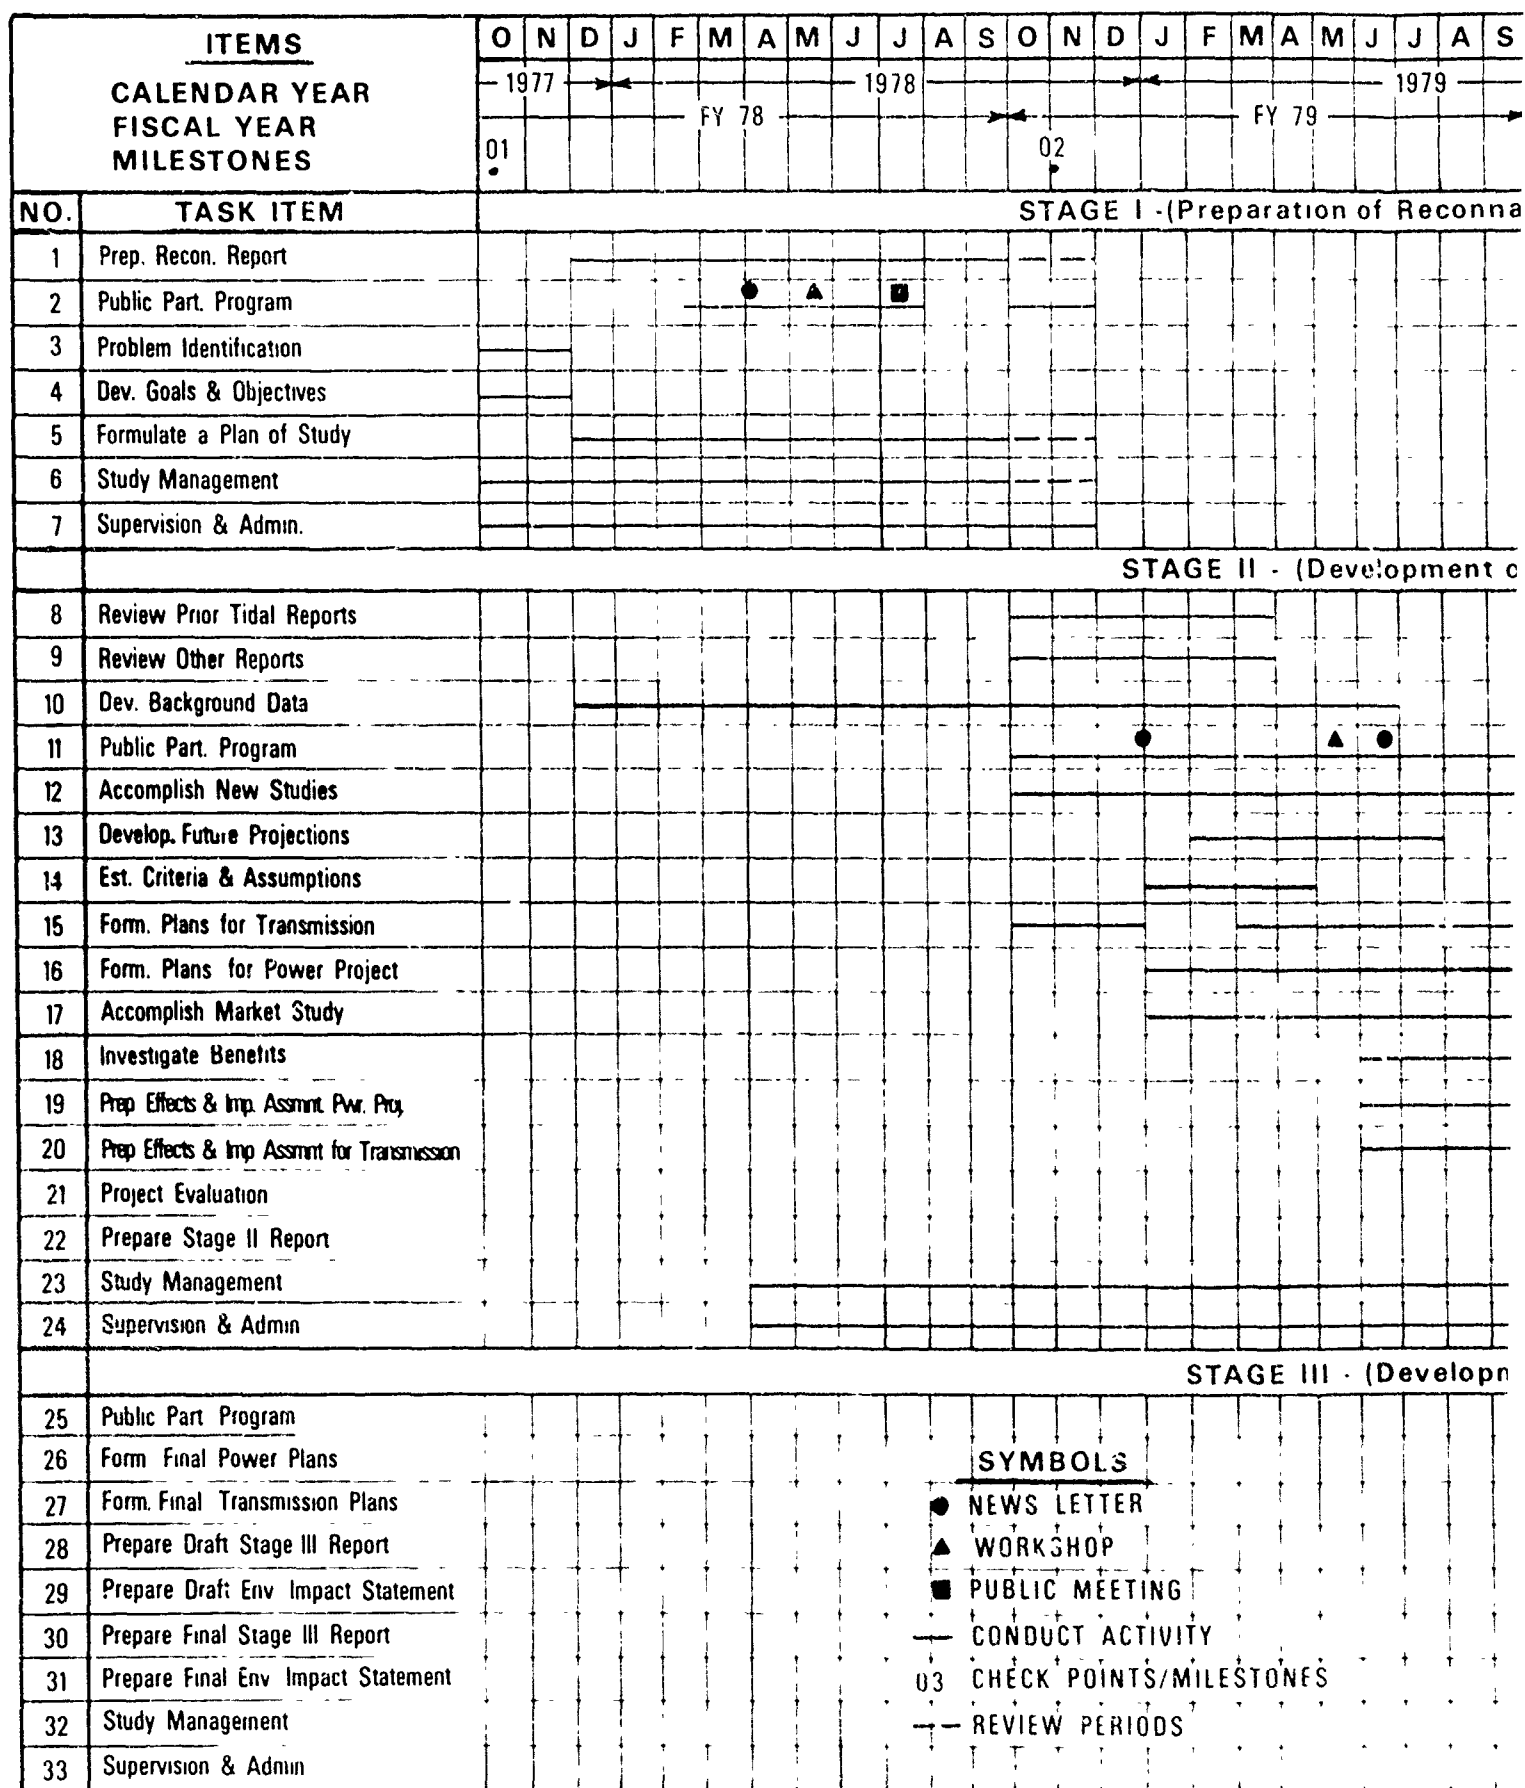 ITEMS
O N D J F M A M J J A S O N D J F M A M J J A S
CALENDAR YEAR
1977 1978 1979
FISCAL YEAR
FY 78 FY 79
MILESTONES
01 02
NO. TASK ITEM
STAGE I -(Preparation of Reconna
1 Prep. Recon. Report
2 Public Part. Program
3 Problem Identification
4 Dev. Goals & Objectives
5 Formulate a Plan of Study
6 Study Management
7 Supervision & Admin.
STAGE II - (Development o
8 Review Prior Tidal Reports
9 Review Other Reports
10 Dev. Background Data
11 Public Part. Program
12 Accomplish New Studies
13 Develop. Future Projections
14 Est. Criteria & Assumptions
15 Form. Plans for Transmission
16 Form. Plans for Power Project
17 Accomplish Market Study
18 Investigate Benefits
19 Prep Effects & Imp. Assmnt. Pwr. Proj.
20 Prep Effects & Imp Assmnt for Transmission
21 Project Evaluation
22 Prepare Stage II Report
23 Study Management
24 Supervision & Admin
STAGE III - (Developm
25 Public Part Program
26 Form Final Power Plans
27 Form. Final Transmission Plans
28 Prepare Draft Stage III Report
29 Prepare Draft Env Impact Statement
30 Prepare Final Stage III Report
31 Prepare Final Env Impact Statement
32 Study Management
33 Supervision & Admin
SYMBOLS
NEWS LETTER
WORKSHOP
PUBLIC MEETING
CONDUCT ACTIVITY
03 CHECK POINTS/MILESTONES
REVIEW PERIODS